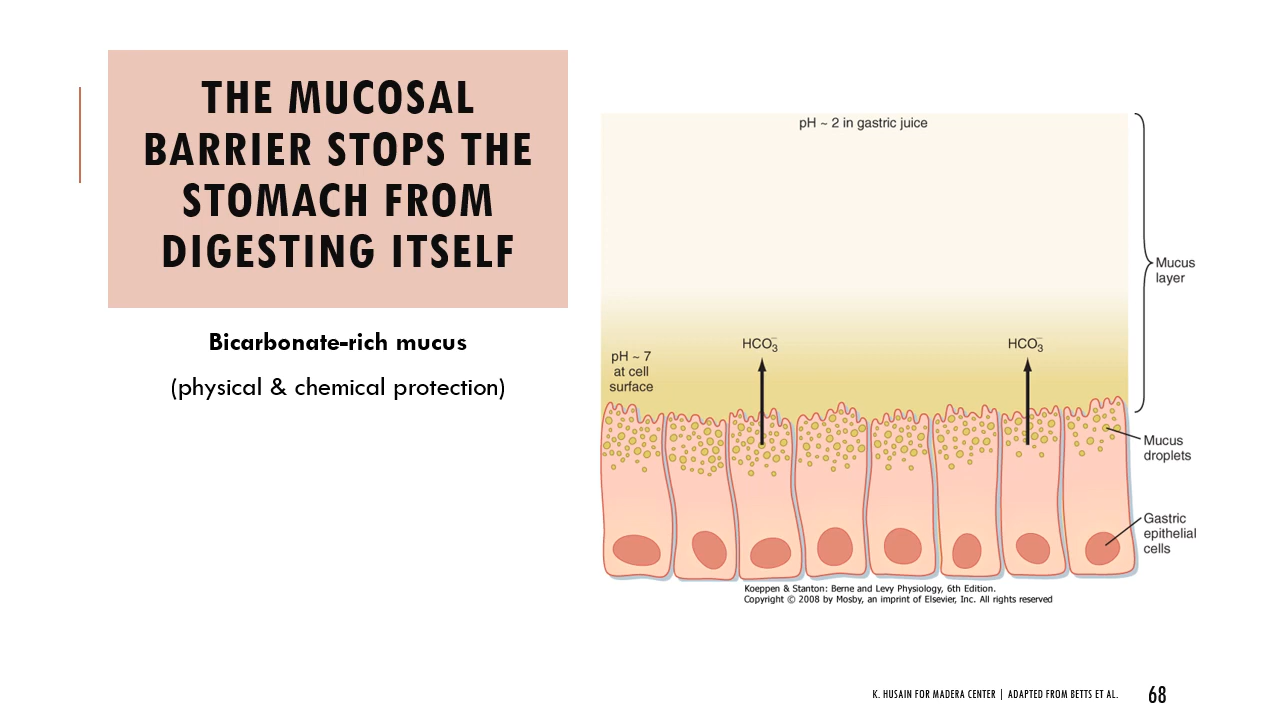 THE MUCOSAL
BARRIER STOPS THE
STOMACH FROM
DIGESTING ITSELF
Bicarbonate-rich mucus
(physical & chemical protection)
pH ~ 2 in gastric juice
Mucus
layer
HCO₃⁻
HCO₃⁻
pH ~ 7
at cell
surface
Mucus
droplets
Gastric
epithelial
cells
Koeppen & Stanton: Berne and Levy Physiology, 6th Edition.
Copyright © 2008 by Mosby, an imprint of Elsevier, Inc. All rights reserved
K. HUSAIN FOR MADERA CENTER | ADAPTED FROM BETTS ET AL.
68